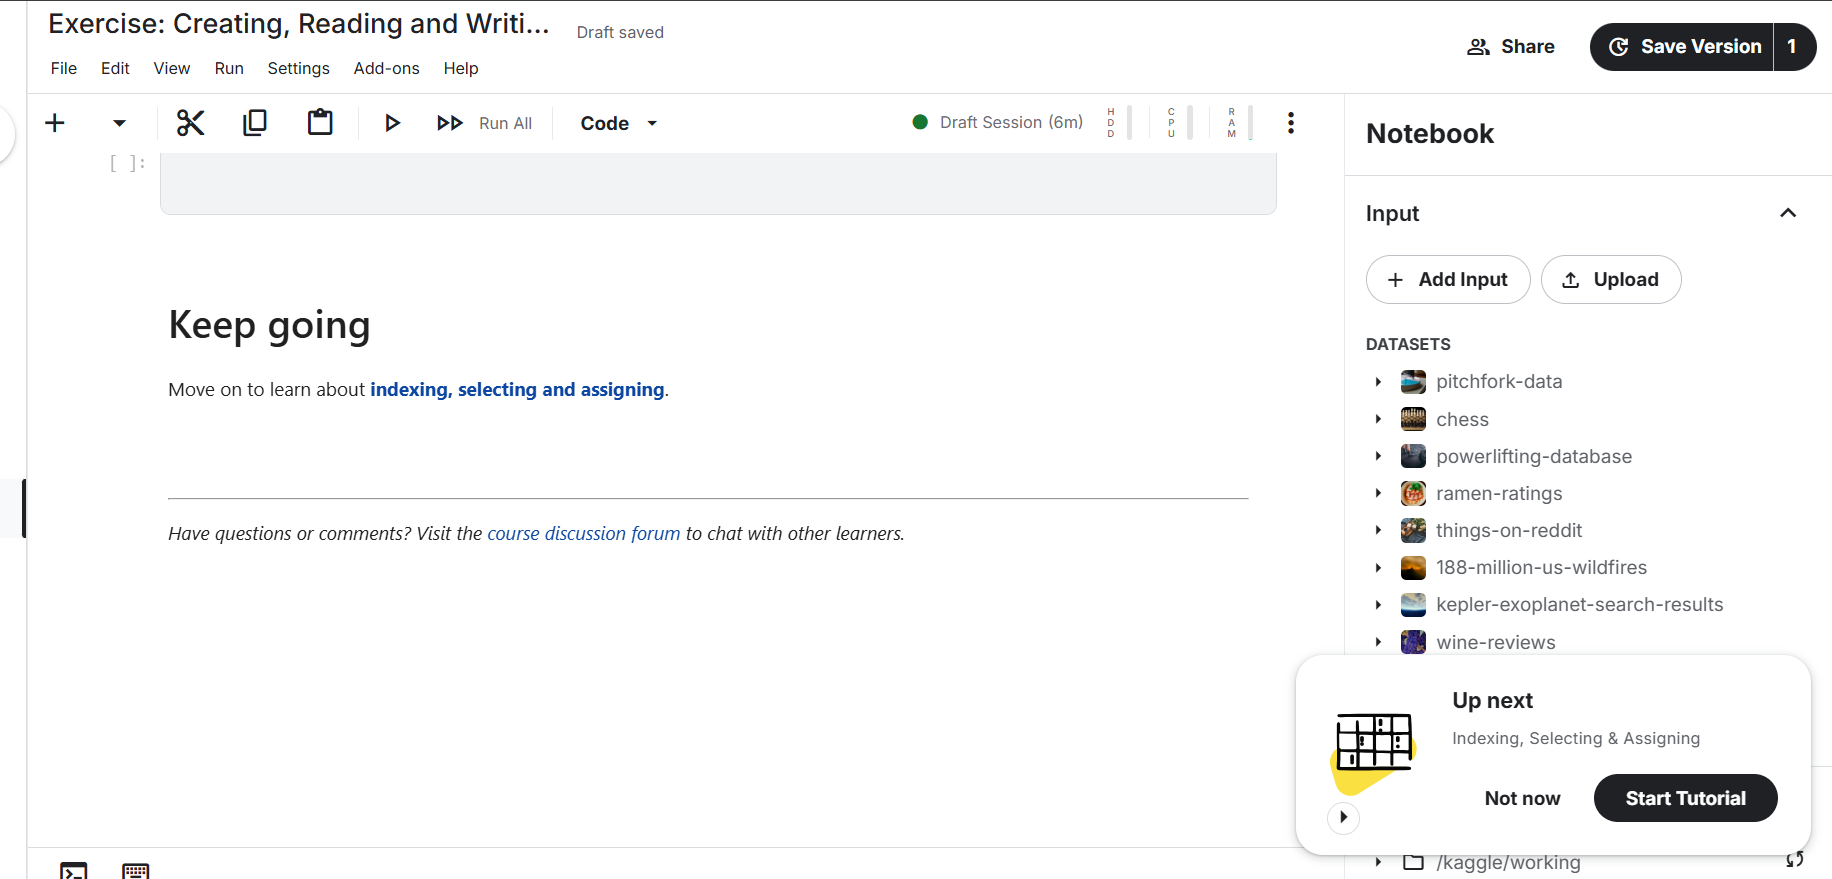 Exercise: Creating, Reading and Writi...
Draft saved
Share
Save Version
1
File Edit View Run Settings Add-ons Help
Run All
Code
Draft Session (6m)
HDD
CPU
RAM
[ ]:
Keep going
Move on to learn about indexing, selecting and assigning.
Have questions or comments? Visit the course discussion forum to chat with other learners.
Notebook
Input
Add Input
Upload
DATASETS
pitchfork-data
chess
powerlifting-database
ramen-ratings
things-on-reddit
188-million-us-wildfires
kepler-exoplanet-search-results
wine-reviews
Up next
Indexing, Selecting & Assigning
Not now
Start Tutorial
/kaggle/working